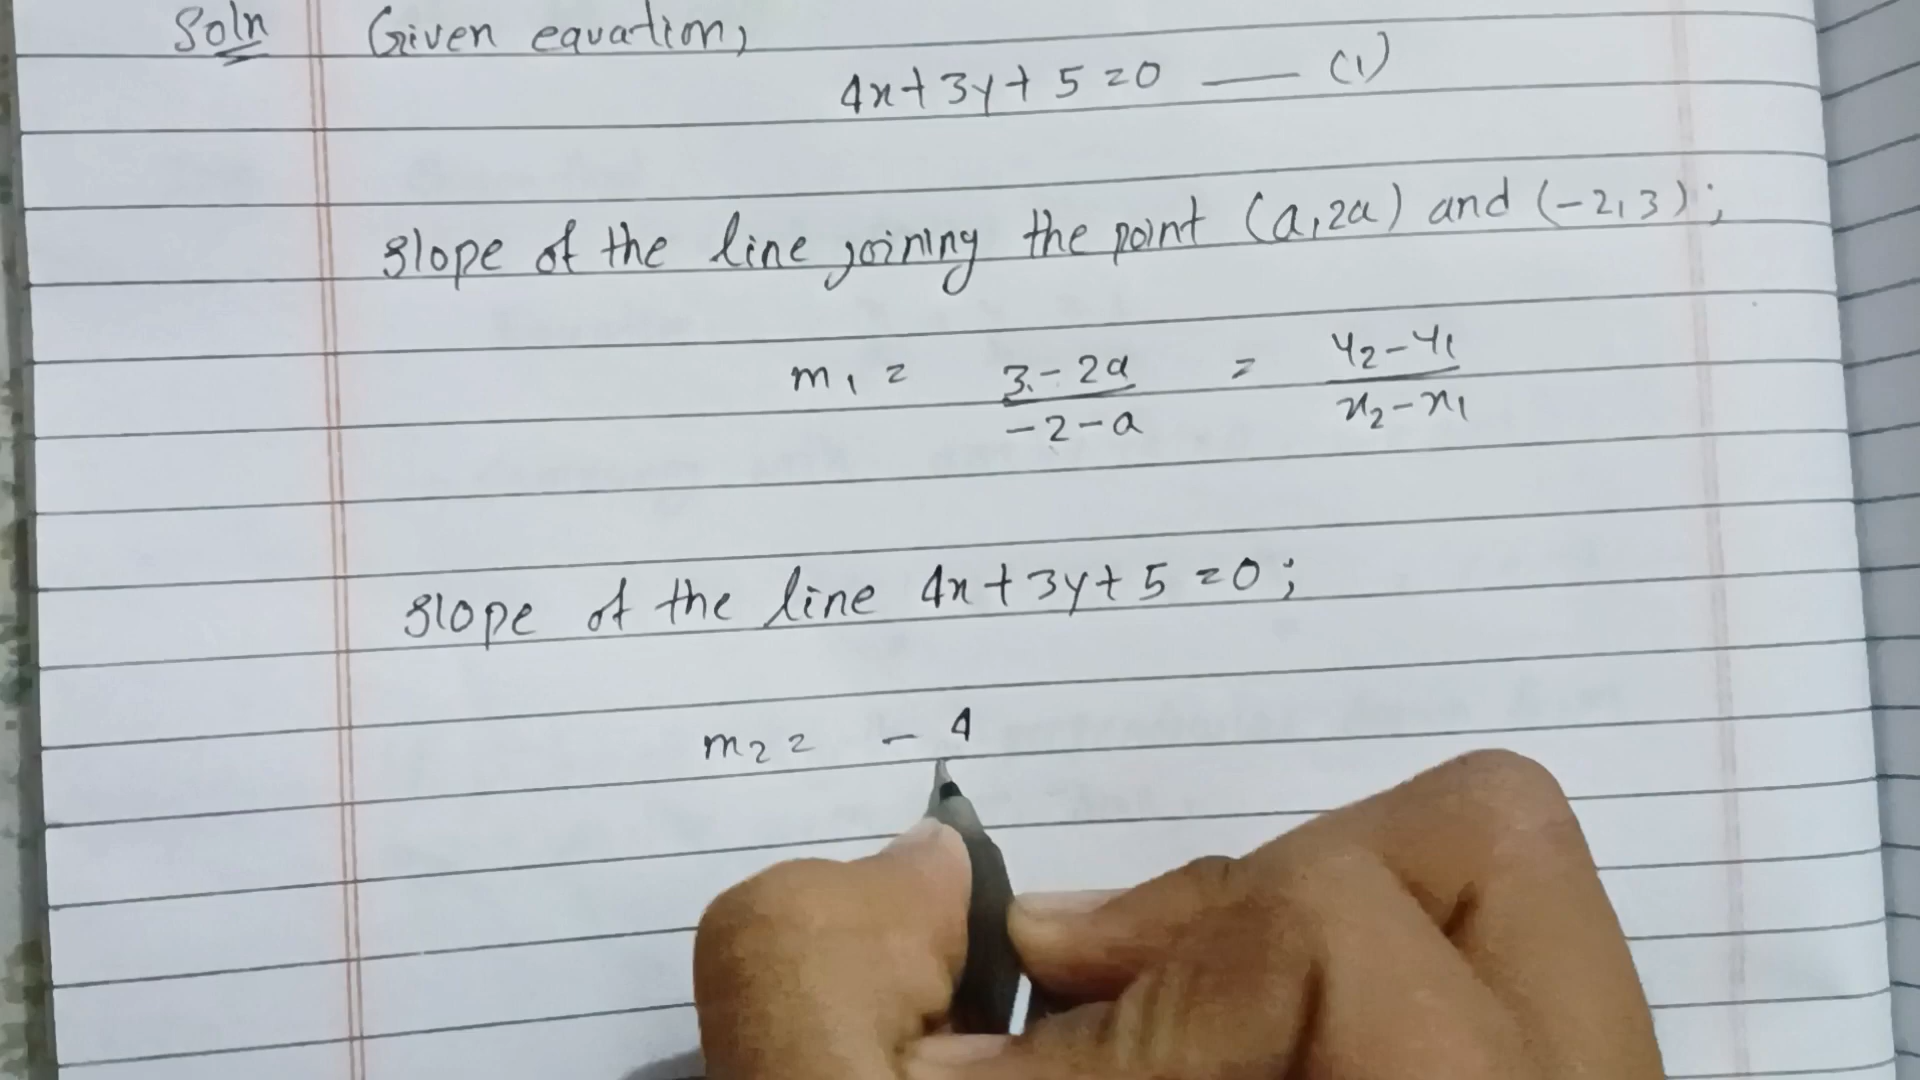 Soln Given equation,
4x + 3y + 5 = 0 —— (1)
slope of the line joining the point (a, 2a) and (-2, 3);
m1 = 3 - 2a / -2 - a = y2 - y1 / x2 - x1
slope of the line 4x + 3y + 5 = 0;
m2 = - 4